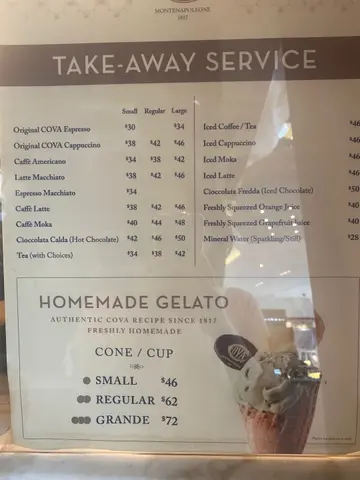 MONTENAPOLEONE
1817
TAKE-AWAY SERVICE
Small Regular Large
Original COVA Espresso $30 $34
Original COVA Cappuccino $38 $42 $46
Caffè Americano $34 $38 $42
Latte Macchiato $38 $42 $46
Espresso Macchiato $34
Caffè Latte $38 $42 $46
Caffè Moka $40 $44 $48
Cioccolata Calda (Hot Chocolate) $42 $46 $50
Tea (with Choices) $34 $38 $42
Iced Coffee / Tea $46
Iced Cappuccino $46
Iced Moka $46
Iced Latte $46
Cioccolata Fredda (Iced Chocolate) $50
Freshly Squeezed Orange Juice $40
Freshly Squeezed Grapefruit Juice $40
Mineral Water (Sparkling/Still) $28
HOMEMADE GELATO
AUTHENTIC COVA RECIPE SINCE 1817
FRESHLY HOMEMADE
CONE / CUP
SMALL $46
REGULAR $62
GRANDE $72
COVA